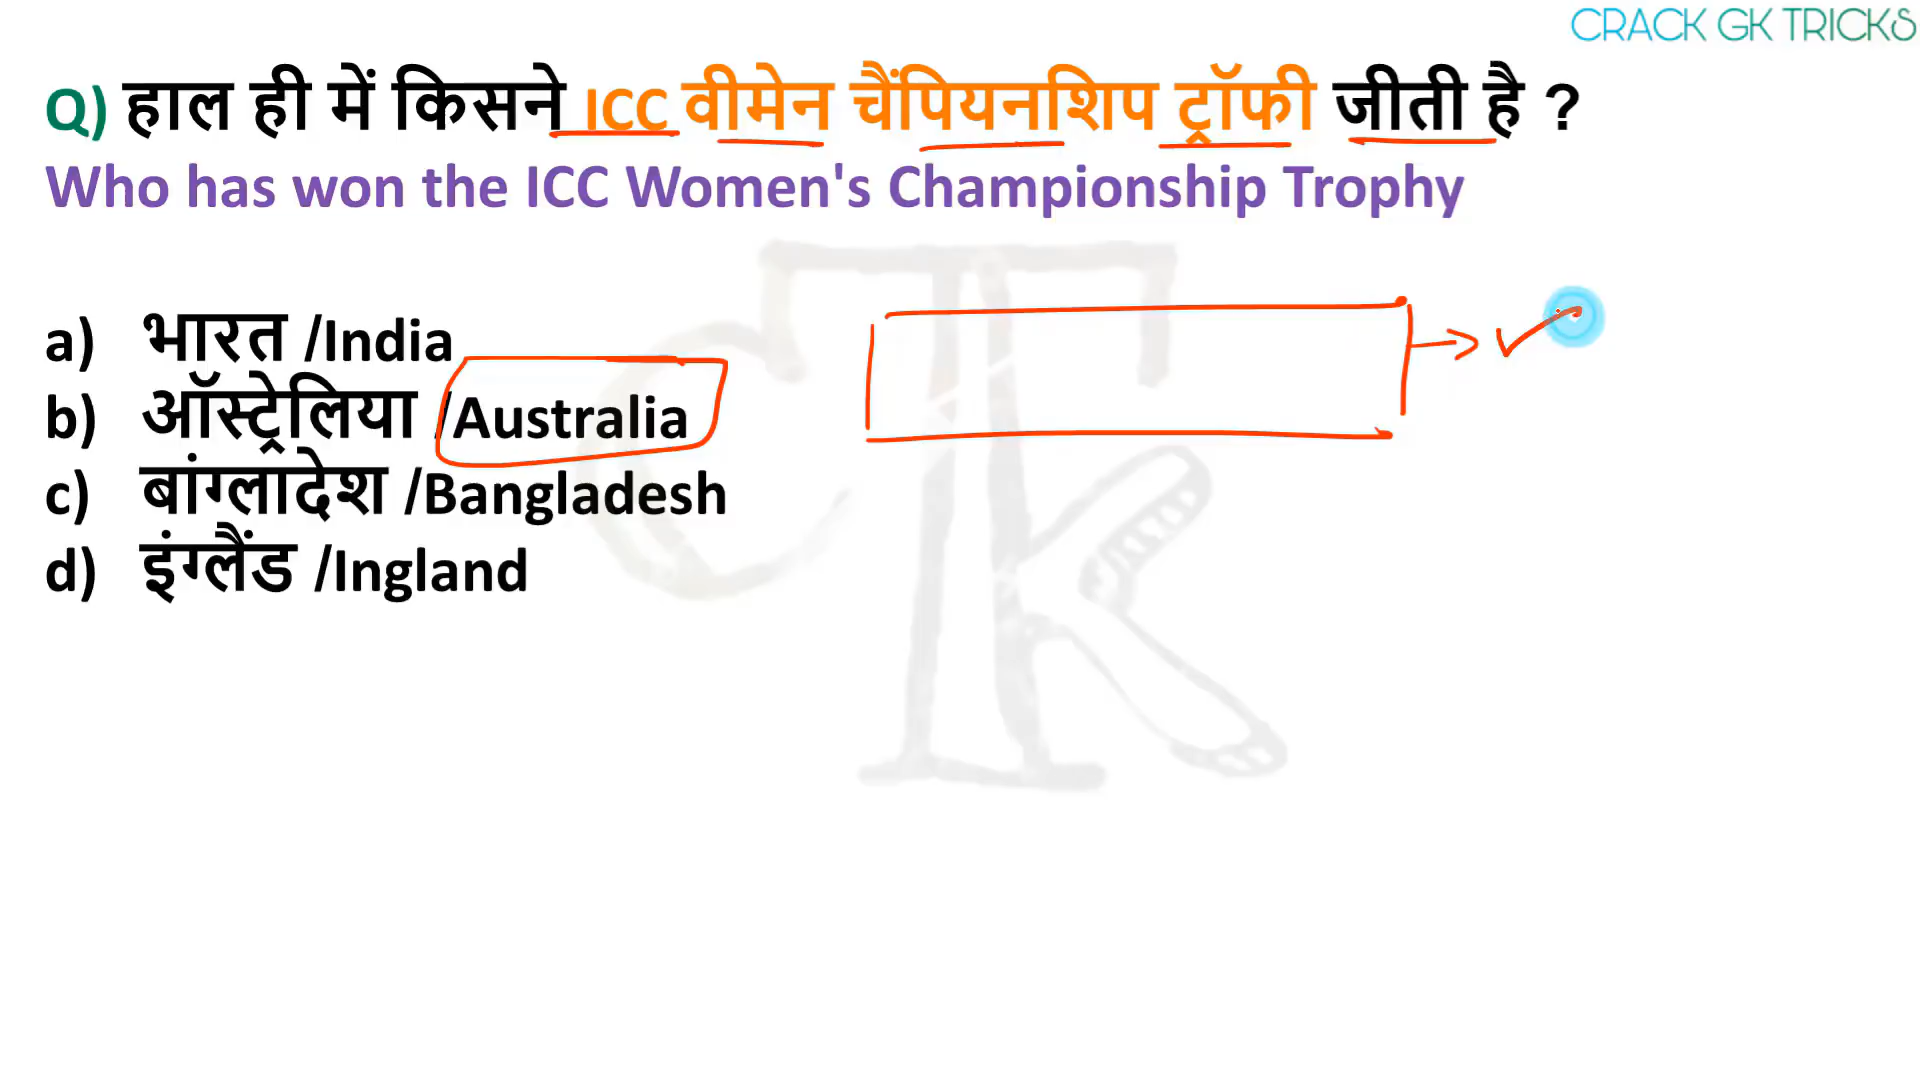 CRACK GK TRICKS
Q) हाल ही में किसने ICC वीमेन चैंपियनशिप ट्रॉफी जीती है ?
Who has won the ICC Women's Championship Trophy
a) भारत /India
b) ऑस्ट्रेलिया /Australia
c) बांग्लादेश /Bangladesh
d) इंग्लैंड /Ingland